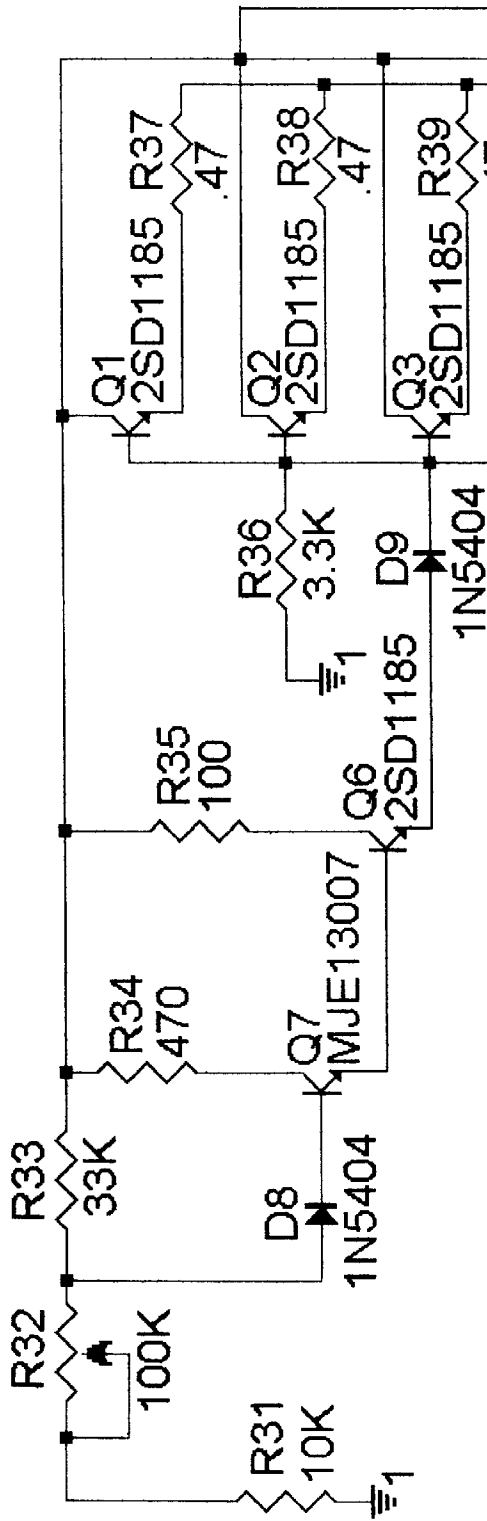 R31
10K
1
R32
100K
R33
33K
D8
1N5404
R34
470
Q7
MJE13007
R35
100
Q6
2SD1185
R36
3.3K
1
D9
1N5404
Q1
2SD1185
R37
.47
Q2
2SD1185
R38
.47
Q3
2SD1185
R39